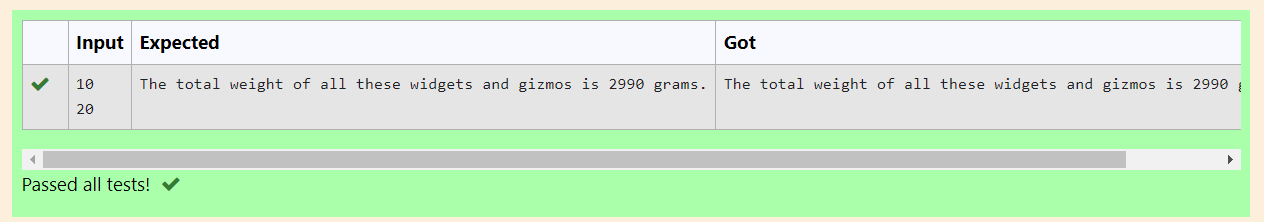 Input Expected Got
10 The total weight of all these widgets and gizmos is 2990 grams. The total weight of all these widgets and gizmos is 2990
20
Passed all tests!